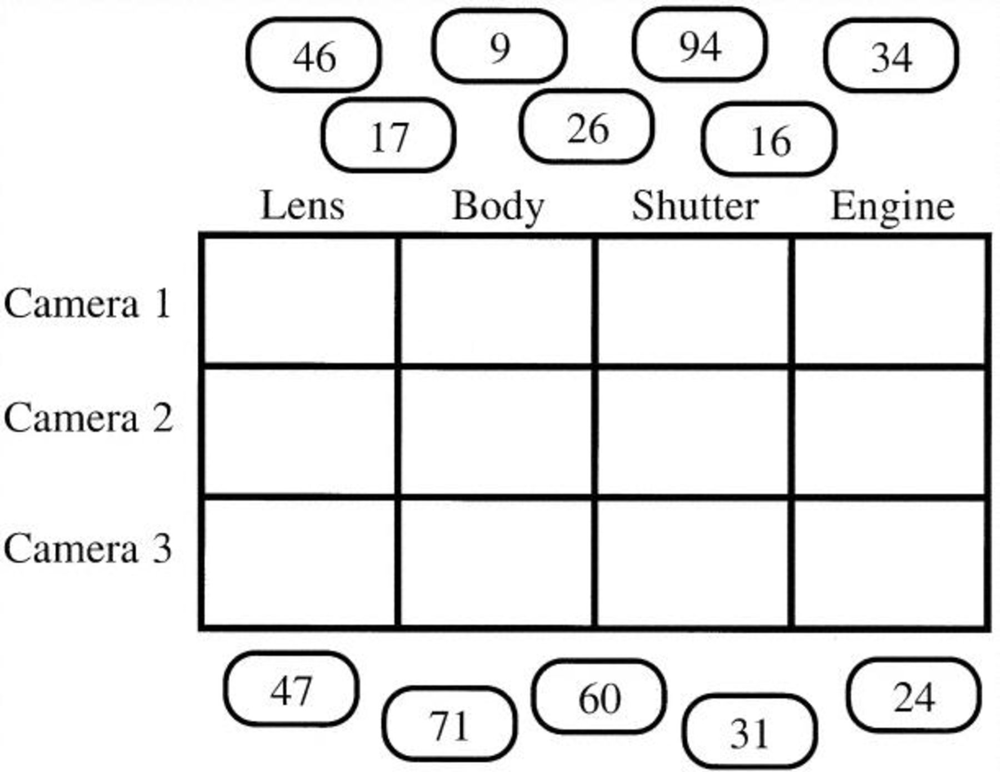 46 9 94 34
17 26 16
Lens Body Shutter Engine
Camera 1
Camera 2
Camera 3
47 60 24
71 31